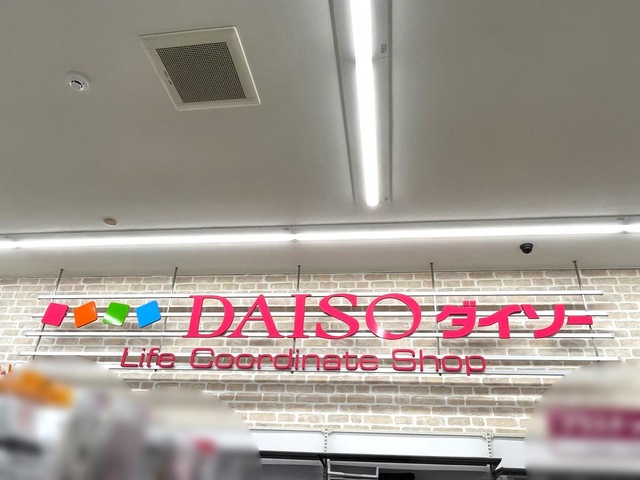 DAISO ダイソー
Life Coordinate Shop